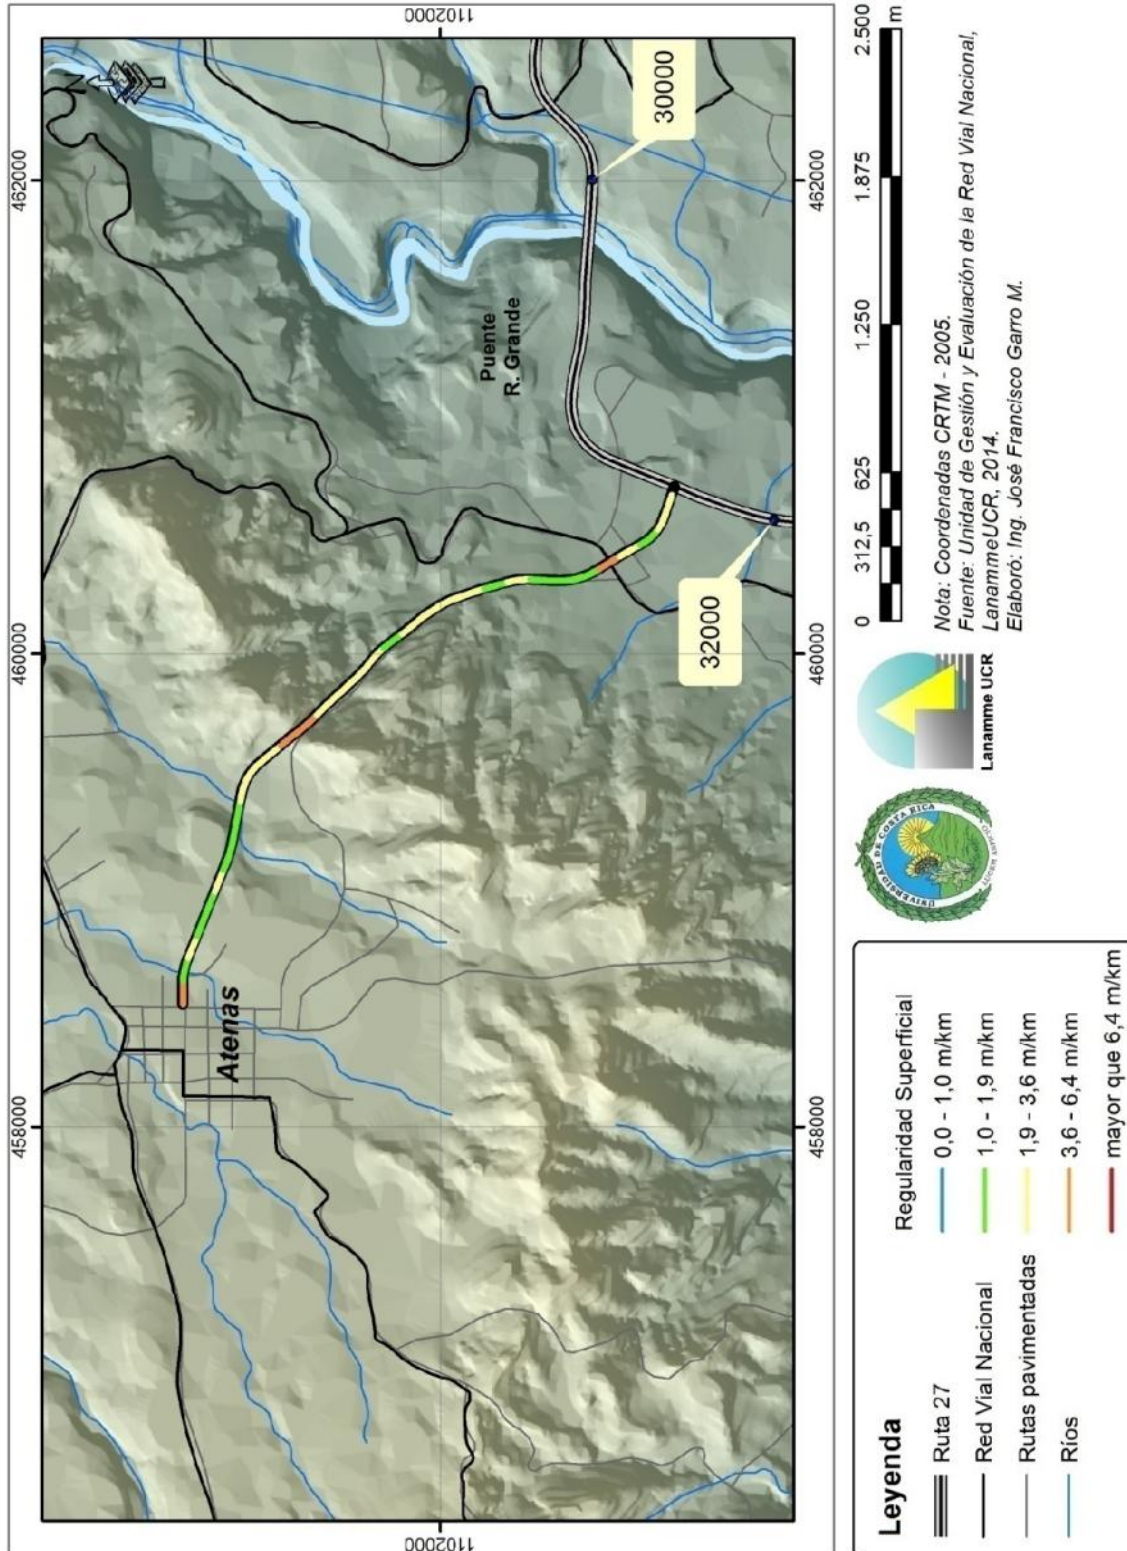 458000
460000
462000
1102000
1102000
Atenas
Puente
R. Grande
32000
30000
458000
460000
462000
Leyenda
Ruta 27
Red Vial Nacional
Rutas pavimentadas
Ríos
Regularidad Superficial
0,0 - 1,0 m/km
1,0 - 1,9 m/km
1,9 - 3,6 m/km
3,6 - 6,4 m/km
mayor que 6,4 m/km
UNIVERSIDAD DE COSTA RICA
Lanamme UCR
0 312,5 625 1.250 1.875 2.500
m
Nota: Coordenadas CRTM - 2005.
Fuente: Unidad de Gestión y Evaluación de la Red Vial Nacional,
LanammeUCR, 2014.
Elaboró: Ing. José Francisco Garro M.